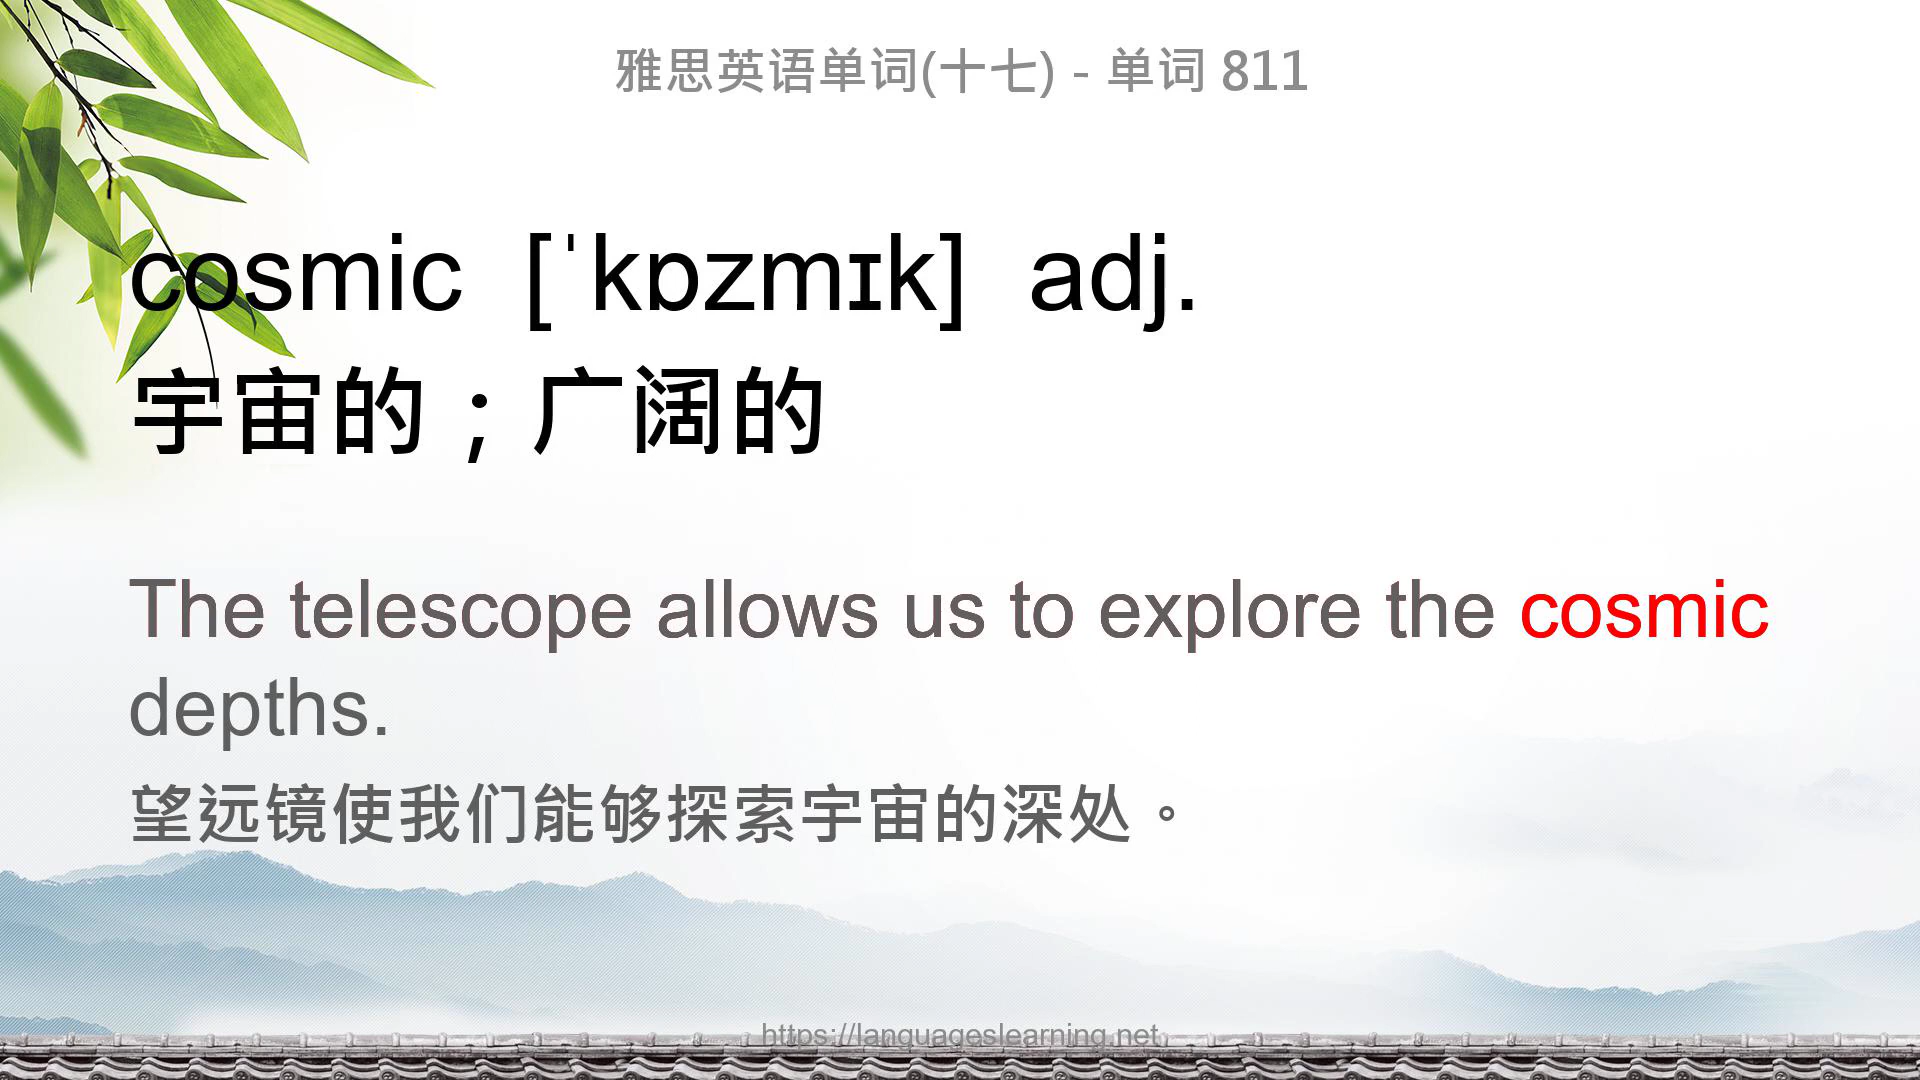 雅思英语单词(十七) - 单词 811
cosmic [ˈkɒzmɪk] adj.
宇宙的；广阔的
The telescope allows us to explore the cosmic
depths.
望远镜使我们能够探索宇宙的深处。
https://languageslearning.net